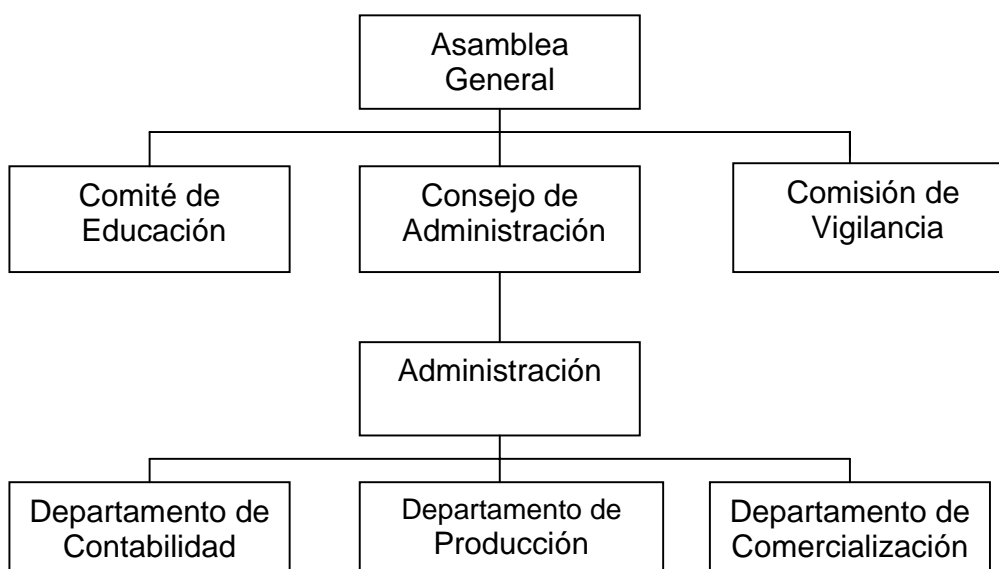 Asamblea
General
Comité de
Educación
Consejo de
Administración
Comisión de
Vigilancia
Administración
Departamento de
Contabilidad
Departamento de
Producción
Departamento de
Comercialización